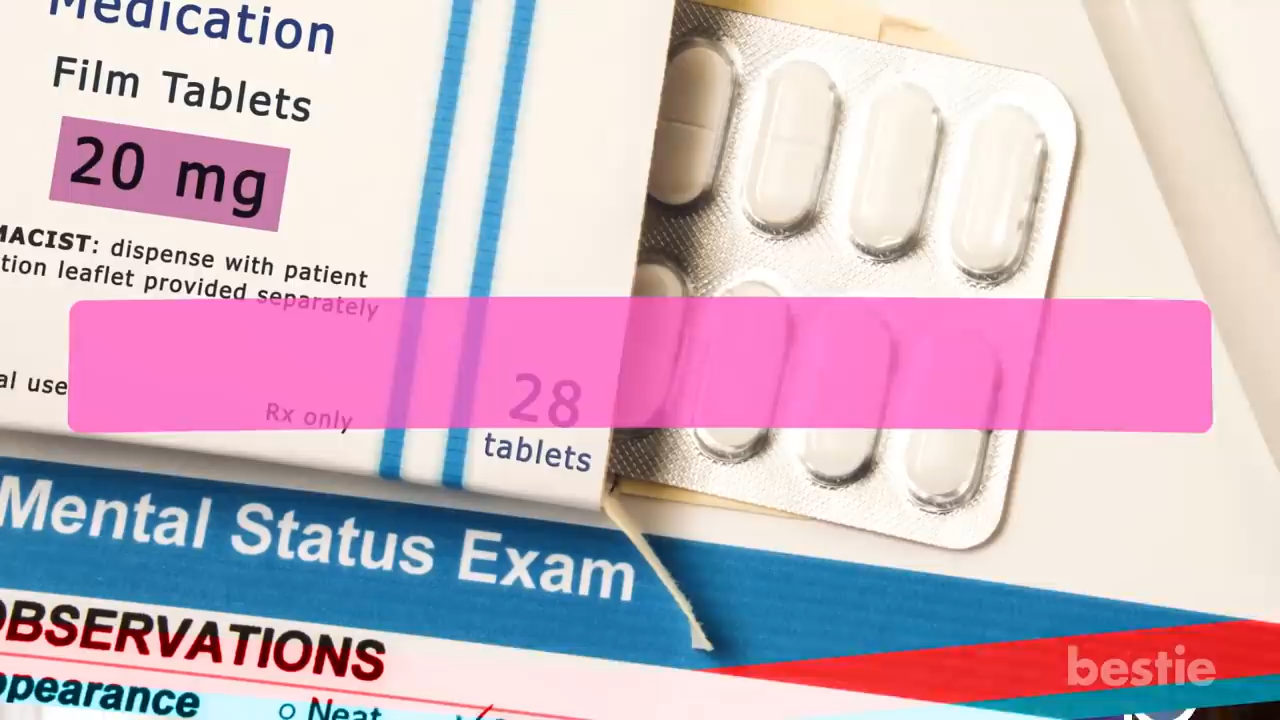 Medication
Film Tablets
20 mg
MACIST: dispense with patient
tion leaflet provided separately
al use
Rx only
28
tablets
Mental Status Exam
OBSERVATIONS
ppearance
Neat
bestie